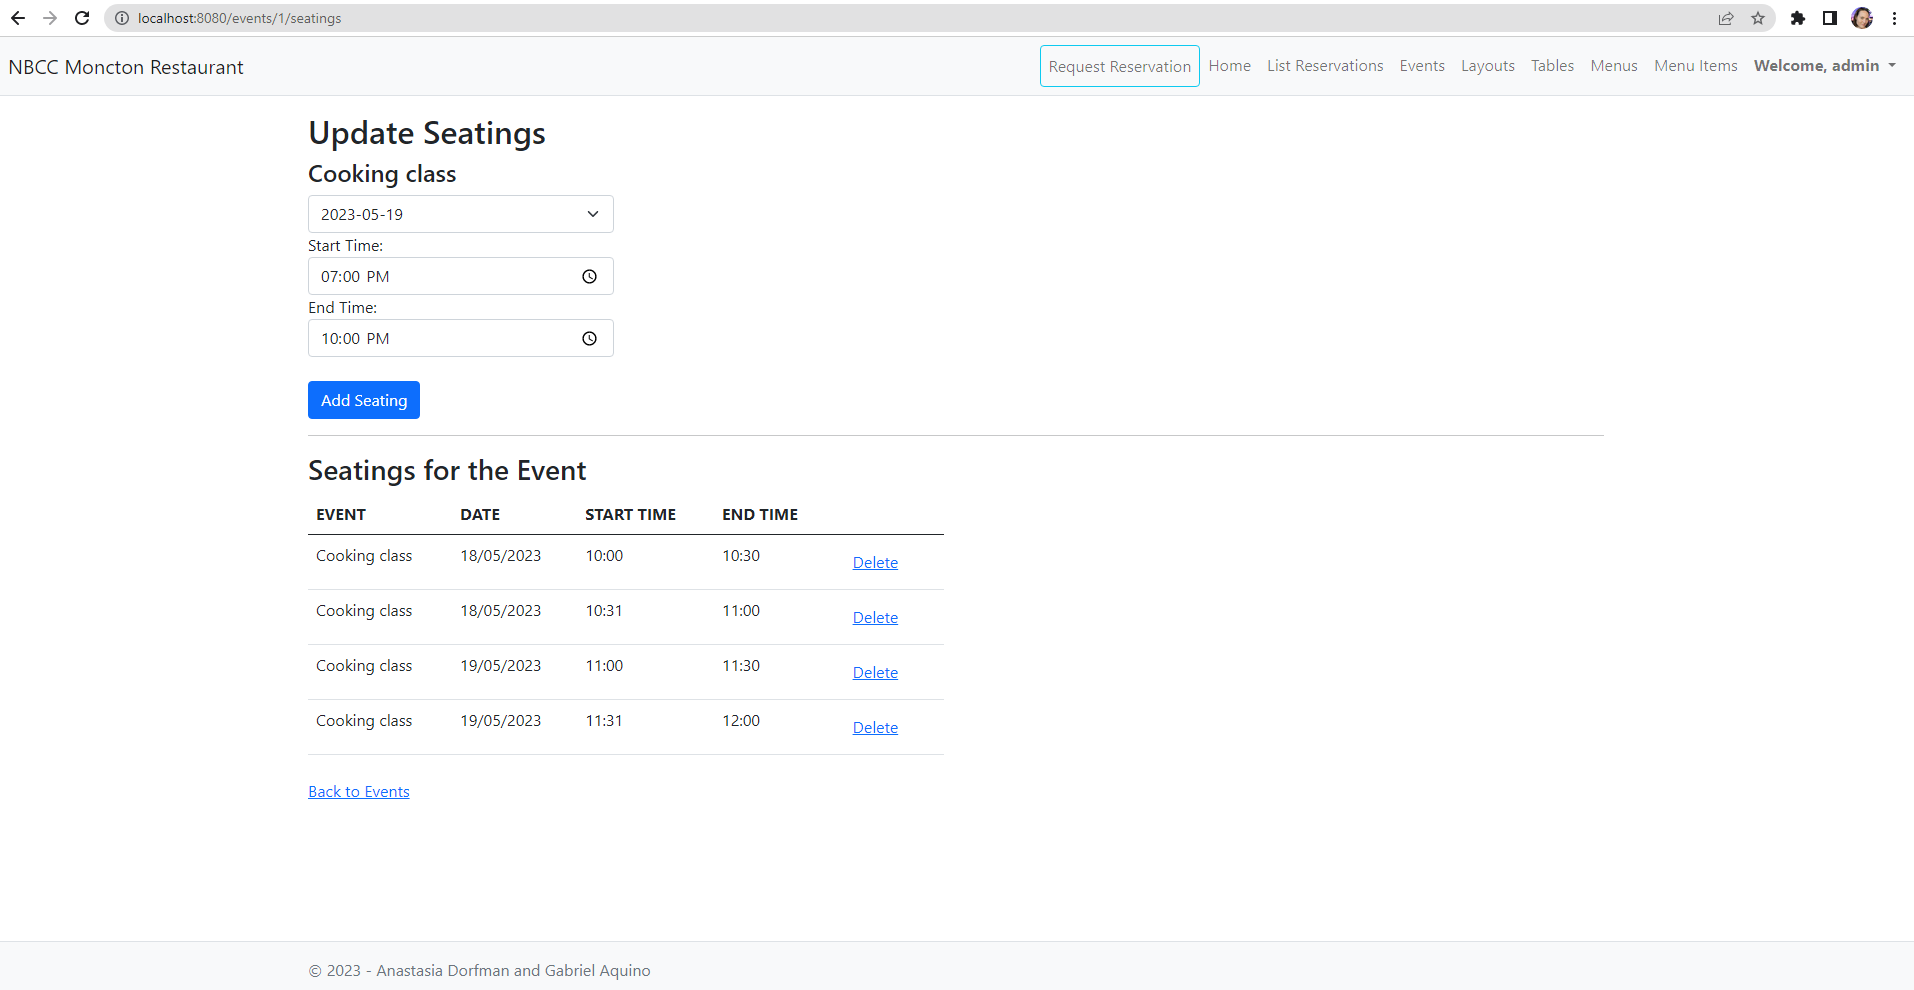 localhost:8080/events/1/seatings
NBCC Moncton Restaurant
Request Reservation Home List Reservations Events Layouts Tables Menus Menu Items Welcome, admin
Update Seatings
Cooking class
2023-05-19
Start Time:
07:00 PM
End Time:
10:00 PM
Add Seating
Seatings for the Event
EVENT DATE START TIME END TIME
Cooking class 18/05/2023 10:00 10:30 Delete
Cooking class 18/05/2023 10:31 11:00 Delete
Cooking class 19/05/2023 11:00 11:30 Delete
Cooking class 19/05/2023 11:31 12:00 Delete
Back to Events
© 2023 - Anastasia Dorfman and Gabriel Aquino